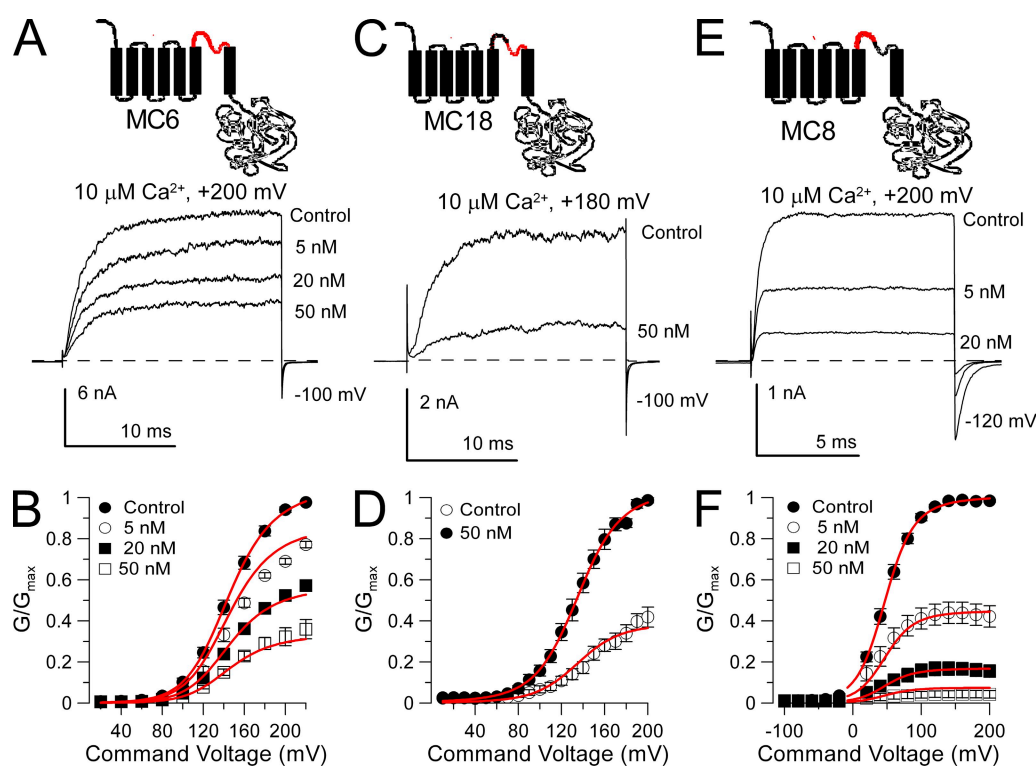 A
MC6
10 μM Ca²⁺, +200 mV
Control
5 nM
20 nM
50 nM
6 nA
-100 mV
10 ms
C
MC18
10 μM Ca²⁺, +180 mV
Control
50 nM
2 nA
-100 mV
10 ms
E
MC8
10 μM Ca²⁺, +200 mV
Control
5 nM
20 nM
1 nA
-120 mV
5 ms
B
G/Gmax
1
0.8
0.6
0.4
0.2
0
Control
5 nM
20 nM
50 nM
40 80 120 160 200
Command Voltage (mV)
D
G/Gmax
1
0.8
0.6
0.4
0.2
0
Control
50 nM
40 80 120 160 200
Command Voltage (mV)
F
G/Gmax
1
0.8
0.6
0.4
0.2
0
Control
5 nM
20 nM
50 nM
-100 0 100 200
Command Voltage (mV)